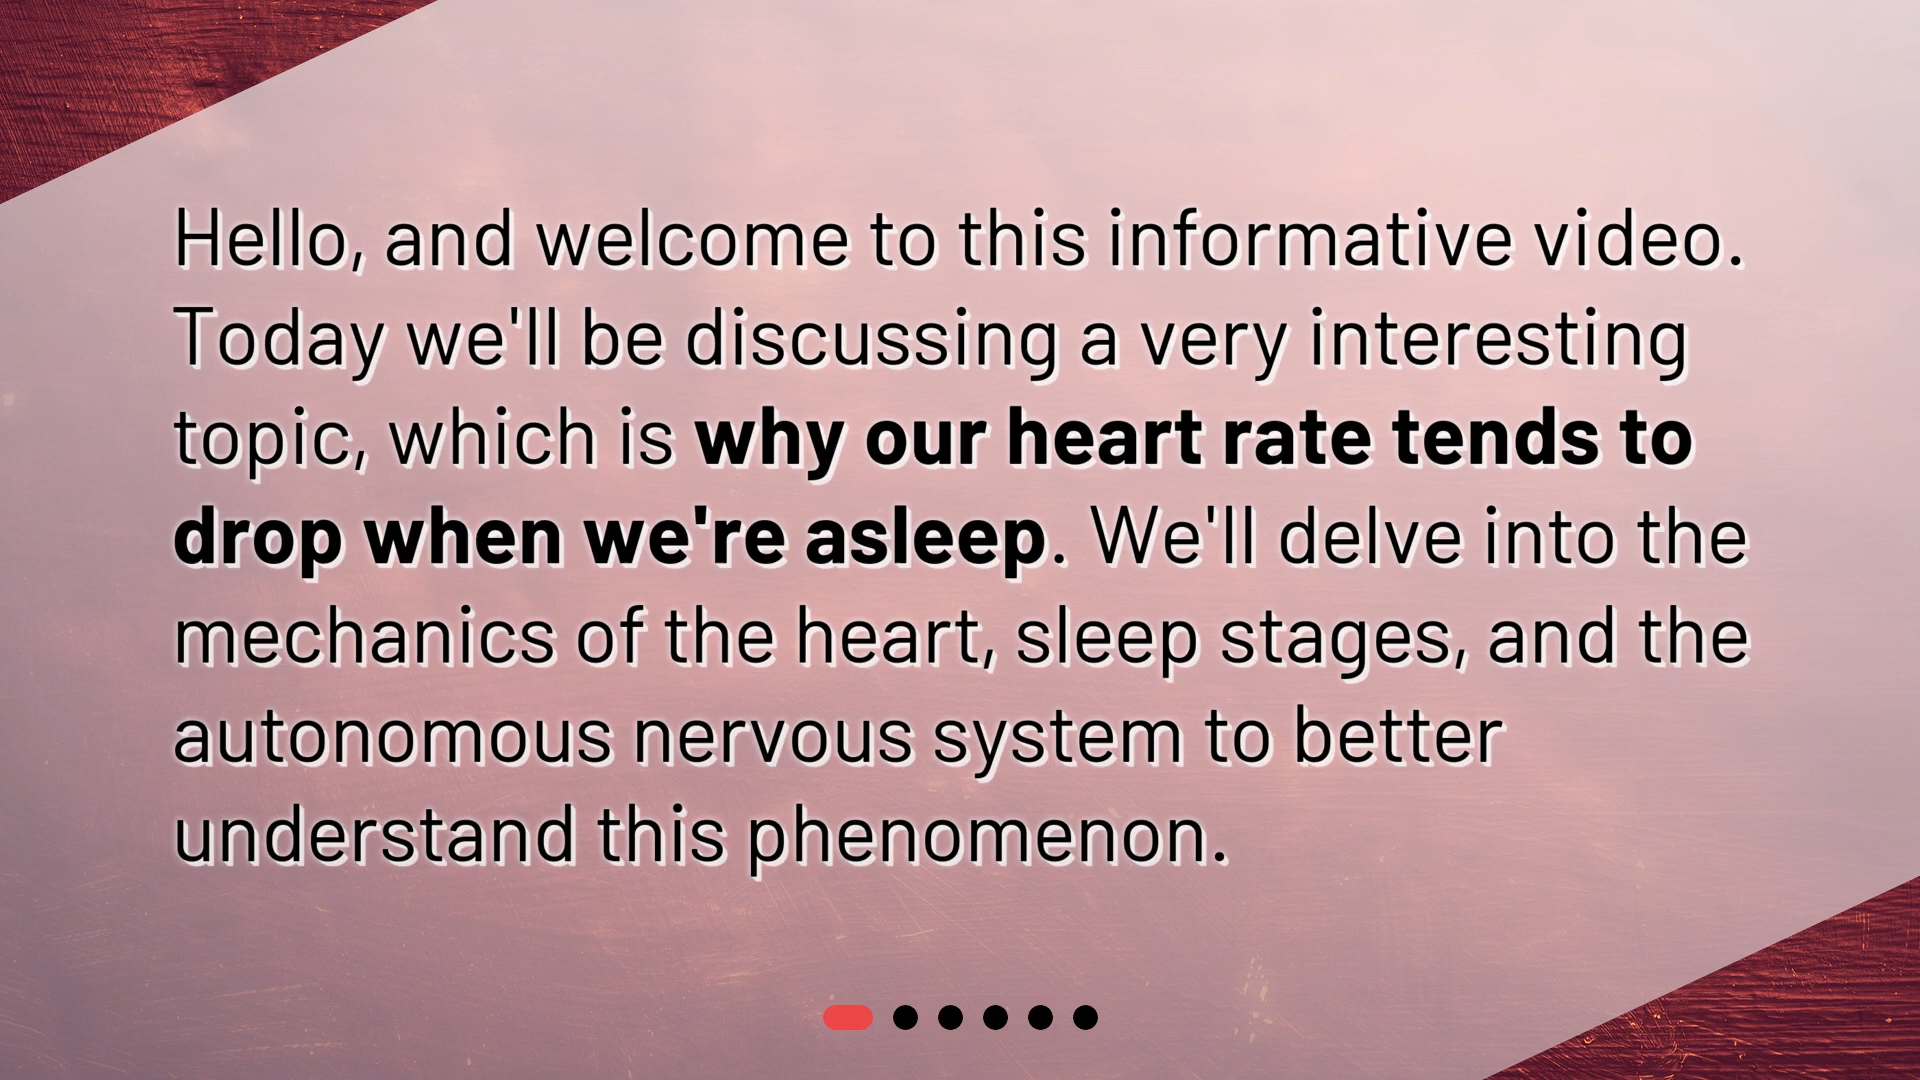 Hello, and welcome to this informative video.
Today we'll be discussing a very interesting
topic, which is why our heart rate tends to
drop when we're asleep. We'll delve into the
mechanics of the heart, sleep stages, and the
autonomous nervous system to better
understand this phenomenon.